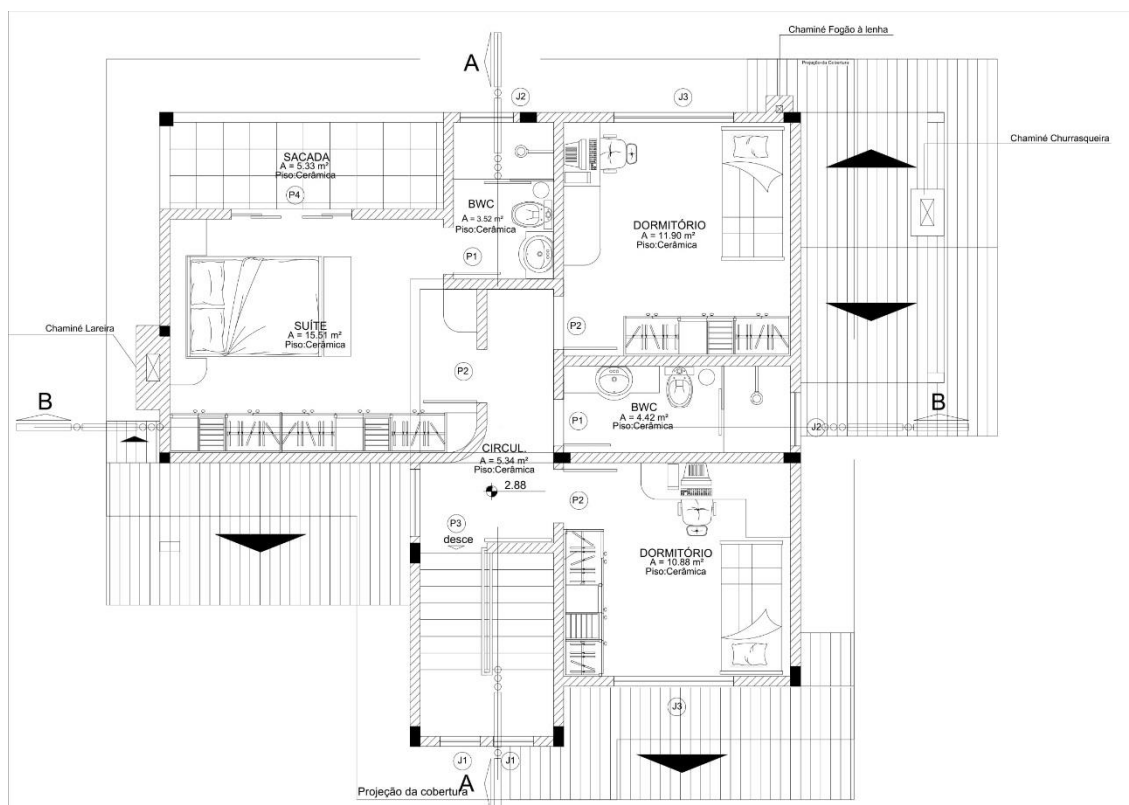 Chaminé Fogão à lenha
A
J2
J3
Projeção da Cobertura
Chaminé Churrasqueira
SACADA
A = 5.33 m²
Piso:Cerâmica
P4
BWC
A = 3.52 m²
Piso:Cerâmica
P1
DORMITÓRIO
A = 11.90 m²
Piso:Cerâmica
Chaminé Lareira
SUÍTE
A = 15.51 m²
Piso:Cerâmica
P2
P2
B
BWC
A = 4.42 m²
Piso:Cerâmica
P1
J2
B
CIRCUL.
A = 5.34 m²
Piso:Cerâmica
2.88
P2
P3
desce
DORMITÓRIO
A = 10.88 m²
Piso:Cerâmica
J3
J1
J1
A
Projeção da cobertura